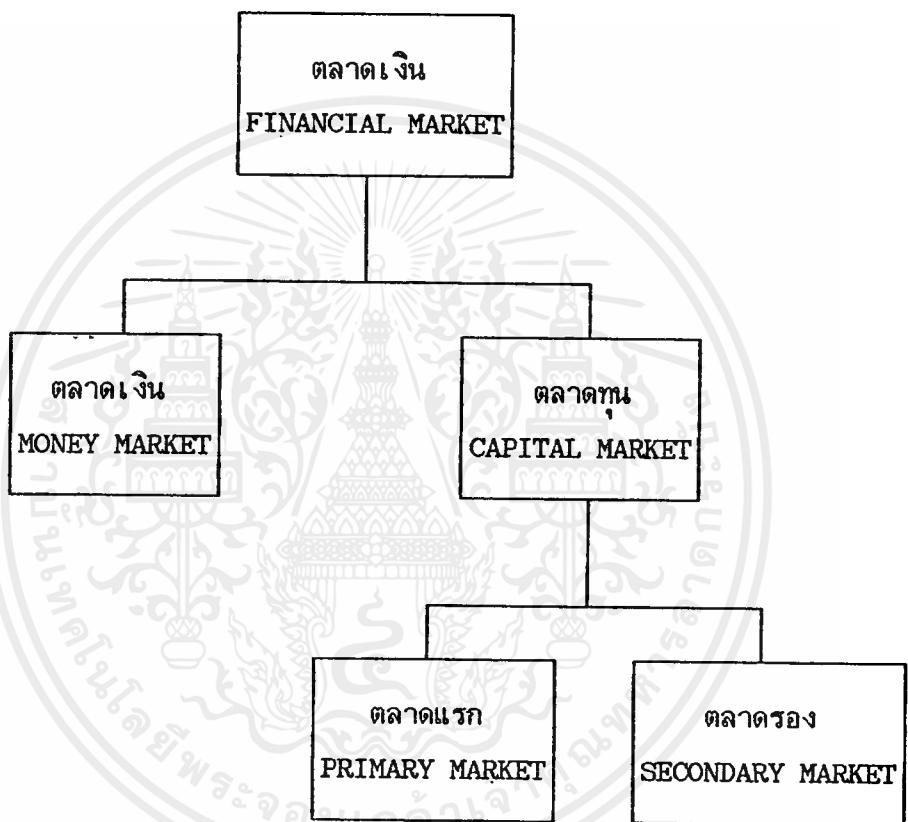 ตลาดเงิน
FINANCIAL MARKET
ตลาดเงิน
MONEY MARKET
ตลาดทุน
CAPITAL MARKET
ตลาดแรก
PRIMARY MARKET
ตลาดรอง
SECONDARY MARKET